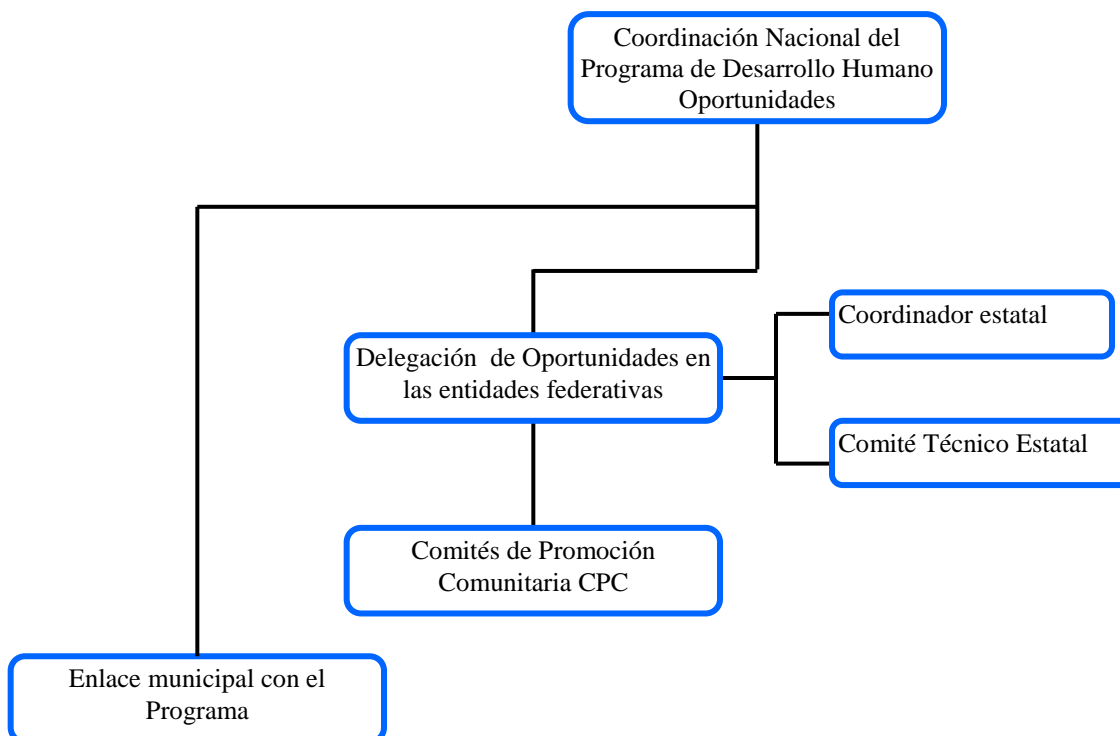 Coordinación Nacional del
Programa de Desarrollo Humano
Oportunidades
Coordinador estatal
Delegación de Oportunidades en
las entidades federativas
Comité Técnico Estatal
Comités de Promoción
Comunitaria CPC
Enlace municipal con el
Programa